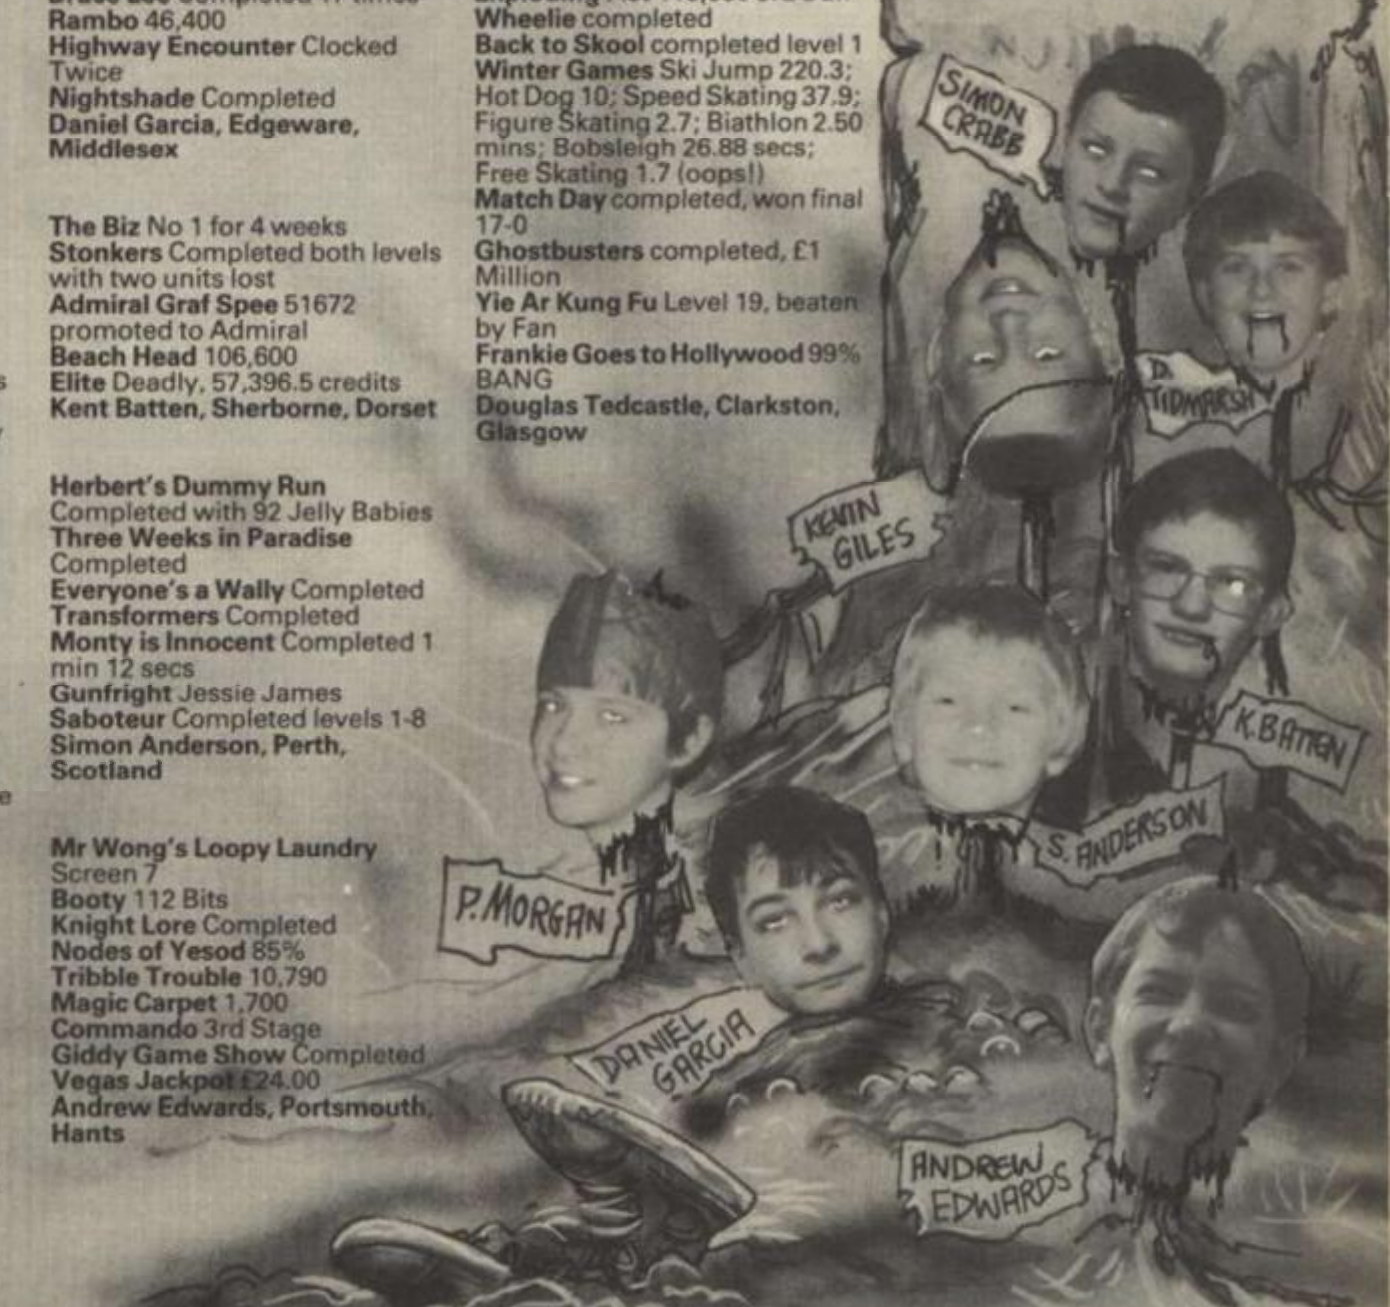 Bruce Lee Completed 17 times
Rambo 46,400
Highway Encounter Clocked
Twice
Nightshade Completed
Daniel Garcia, Edgeware,
Middlesex
The Biz No 1 for 4 weeks
Stonkers Completed both levels
with two units lost
Admiral Graf Spee 51672
promoted to Admiral
Beach Head 106,600
Elite Deadly, 57,396.5 credits
Kent Batten, Sherborne, Dorset
Herbert's Dummy Run
Completed with 92 Jelly Babies
Three Weeks in Paradise
Completed
Everyone's a Wally Completed
Transformers Completed
Monty is Innocent Completed 1
min 12 secs
Gunfright Jessie James
Saboteur Completed levels 1-8
Simon Anderson, Perth,
Scotland
Mr Wong's Loopy Laundry
Screen 7
Booty 112 Bits
Knight Lore Completed
Nodes of Yesod 85%
Tribble Trouble 10,790
Magic Carpet 1,700
Commando 3rd Stage
Giddy Game Show Completed
Vegas Jackpot £24.00
Andrew Edwards, Portsmouth,
Hants
Wheelie completed
Back to Skool completed level 1
Winter Games Ski Jump 220.3;
Hot Dog 10; Speed Skating 37.9;
Figure Skating 2.7; Biathlon 2.50
mins; Bobsleigh 26.88 secs;
Free Skating 1.7 (oops!)
Match Day completed, won final
17-0
Ghostbusters completed, £1
Million
Yie Ar Kung Fu Level 19, beaten
by Fan
Frankie Goes to Hollywood 99%
BANG
Douglas Tedcastle, Clarkston,
Glasgow
SIMON
CRABB
D.
TIDMARSH
KEVIN
GILES
K. BATTEN
S. ANDERSON
P. MORGAN
DANIEL
GARCIA
ANDREW
EDWARDS